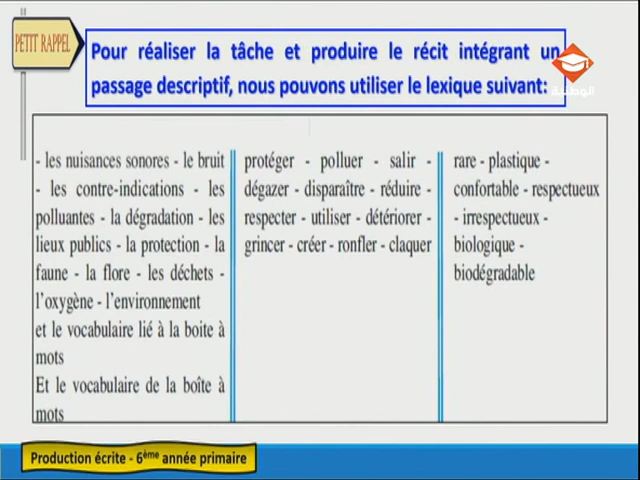 PETIT RAPPEL
Pour réaliser la tâche et produire le récit intégrant un
passage descriptif, nous pouvons utiliser le lexique suivant:
الوطنية
- les nuisances sonores - le bruit
- les contre-indications - les
polluantes - la dégradation - les
lieux publics - la protection - la
faune - la flore - les déchets -
l'oxygène - l'environnement
et le vocabulaire lié à la boite à
mots
Et le vocabulaire de la boîte à
mots
protéger - polluer - salir -
dégazer - disparaître - réduire -
respecter - utiliser - détériorer -
grincer - créer - ronfler - claquer
rare - plastique -
confortable - respectueux
- irrespectueux -
biologique -
biodégradable
Production écrite - 6ème année primaire